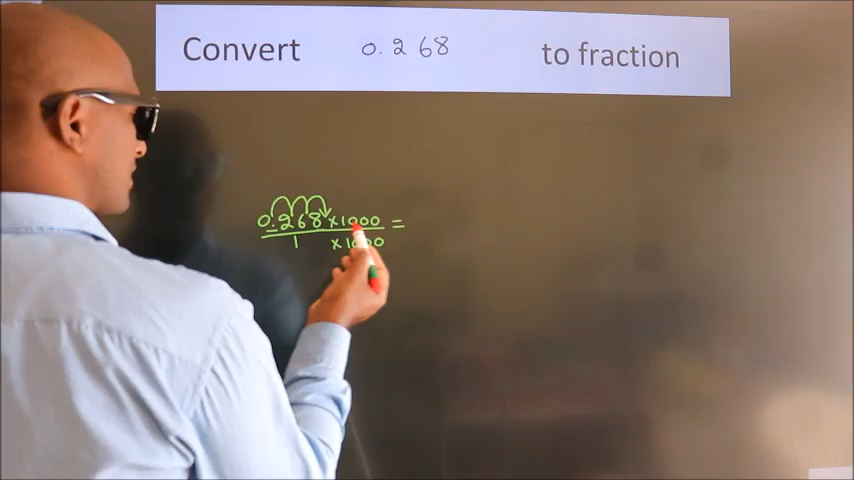 Convert 0.268 to fraction
0.268 ×1000 =
1 ×1000